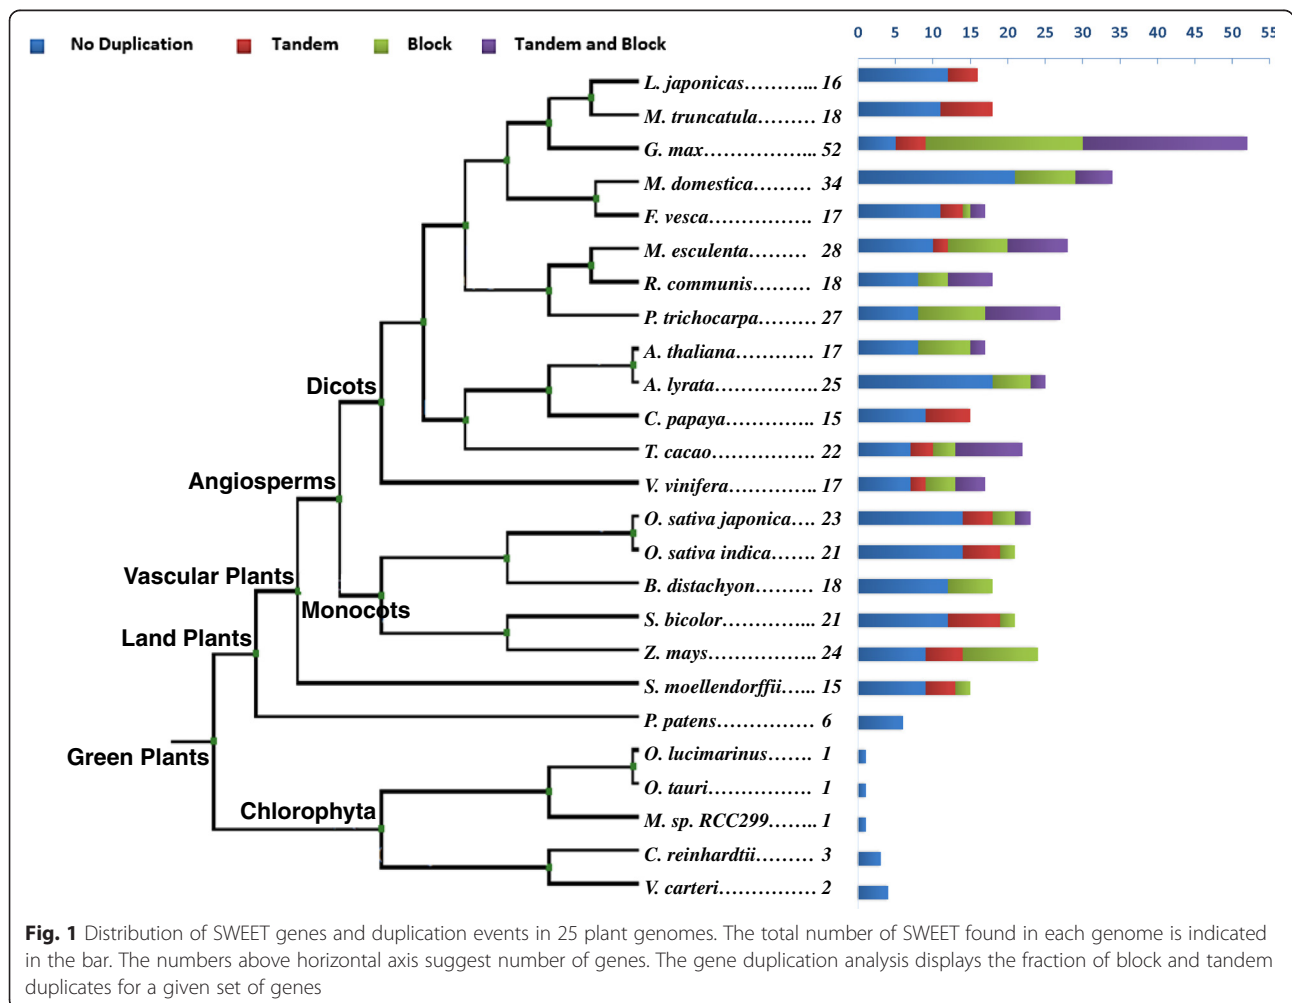 No Duplication Tandem Block Tandem and Block
0 5 10 15 20 25 30 35 40 45 50 55
L. japonicas………... 16
M. truncatula……… 18
G. max……………... 52
M. domestica……… 34
F. vesca……………. 17
M. esculenta……… 28
R. communis……… 18
P. trichocarpa……… 27
A. thaliana………… 17
A. lyrata……………. 25
C. papaya………….. 15
T. cacao……………. 22
V. vinifera………….. 17
O. sativa japonica…. 23
O. sativa indica……. 21
B. distachyon……… 18
S. bicolor…………... 21
Z. mays…………….. 24
S. moellendorffii…... 15
P. patens…………… 6
O. lucimarinus……. 1
O. tauri……………. 1
M. sp. RCC299…….. 1
C. reinhardtii……… 3
V. carteri…………… 2
Dicots
Angiosperms
Vascular Plants
Monocots
Land Plants
Green Plants
Chlorophyta
Fig. 1 Distribution of SWEET genes and duplication events in 25 plant genomes. The total number of SWEET found in each genome is indicated
in the bar. The numbers above horizontal axis suggest number of genes. The gene duplication analysis displays the fraction of block and tandem
duplicates for a given set of genes